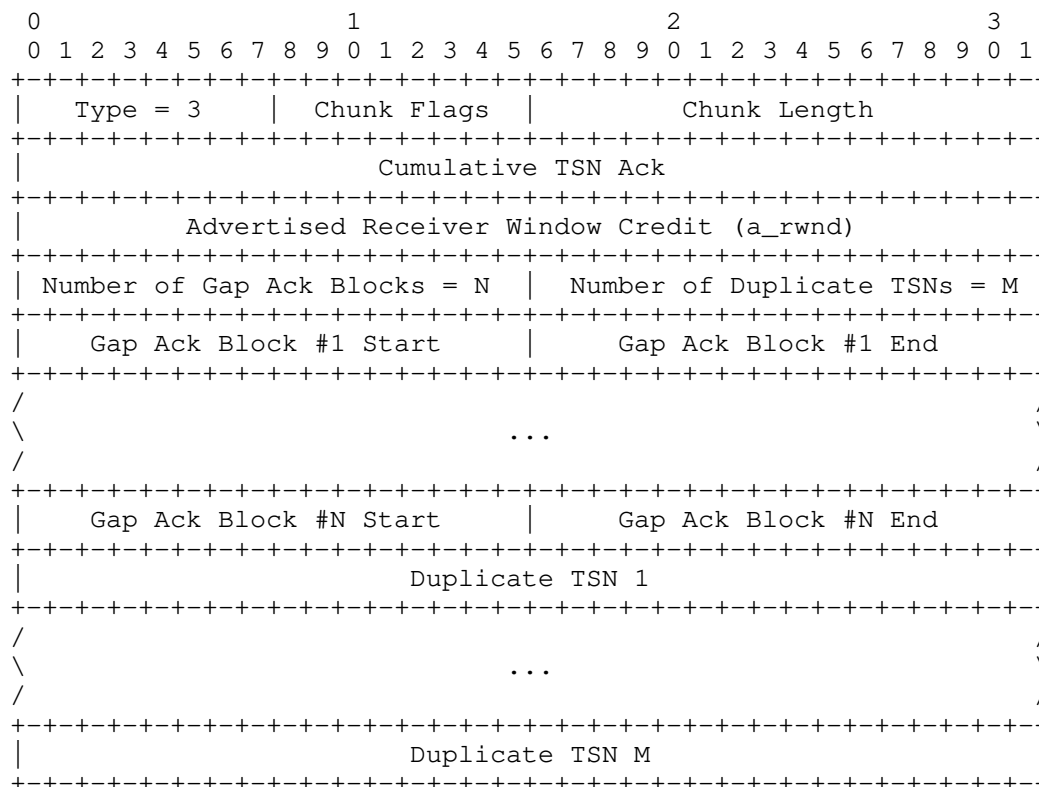 0 1 2 3
0 1 2 3 4 5 6 7 8 9 0 1 2 3 4 5 6 7 8 9 0 1 2 3 4 5 6 7 8 9 0 1
+-+-+-+-+-+-+-+-+-+-+-+-+-+-+-+-+-+-+-+-+-+-+-+-+-+-+-+-+-+-+-+-
| Type = 3 | Chunk Flags | Chunk Length
+-+-+-+-+-+-+-+-+-+-+-+-+-+-+-+-+-+-+-+-+-+-+-+-+-+-+-+-+-+-+-+-
| Cumulative TSN Ack
+-+-+-+-+-+-+-+-+-+-+-+-+-+-+-+-+-+-+-+-+-+-+-+-+-+-+-+-+-+-+-+-
| Advertised Receiver Window Credit (a_rwnd)
+-+-+-+-+-+-+-+-+-+-+-+-+-+-+-+-+-+-+-+-+-+-+-+-+-+-+-+-+-+-+-+-
| Number of Gap Ack Blocks = N | Number of Duplicate TSNs = M
+-+-+-+-+-+-+-+-+-+-+-+-+-+-+-+-+-+-+-+-+-+-+-+-+-+-+-+-+-+-+-+-
| Gap Ack Block #1 Start | Gap Ack Block #1 End
+-+-+-+-+-+-+-+-+-+-+-+-+-+-+-+-+-+-+-+-+-+-+-+-+-+-+-+-+-+-+-+-
/ /
\ ... \
/ /
+-+-+-+-+-+-+-+-+-+-+-+-+-+-+-+-+-+-+-+-+-+-+-+-+-+-+-+-+-+-+-+-
| Gap Ack Block #N Start | Gap Ack Block #N End
+-+-+-+-+-+-+-+-+-+-+-+-+-+-+-+-+-+-+-+-+-+-+-+-+-+-+-+-+-+-+-+-
| Duplicate TSN 1
+-+-+-+-+-+-+-+-+-+-+-+-+-+-+-+-+-+-+-+-+-+-+-+-+-+-+-+-+-+-+-+-
/ /
\ ... \
/ /
+-+-+-+-+-+-+-+-+-+-+-+-+-+-+-+-+-+-+-+-+-+-+-+-+-+-+-+-+-+-+-+-
| Duplicate TSN M
+-+-+-+-+-+-+-+-+-+-+-+-+-+-+-+-+-+-+-+-+-+-+-+-+-+-+-+-+-+-+-+-